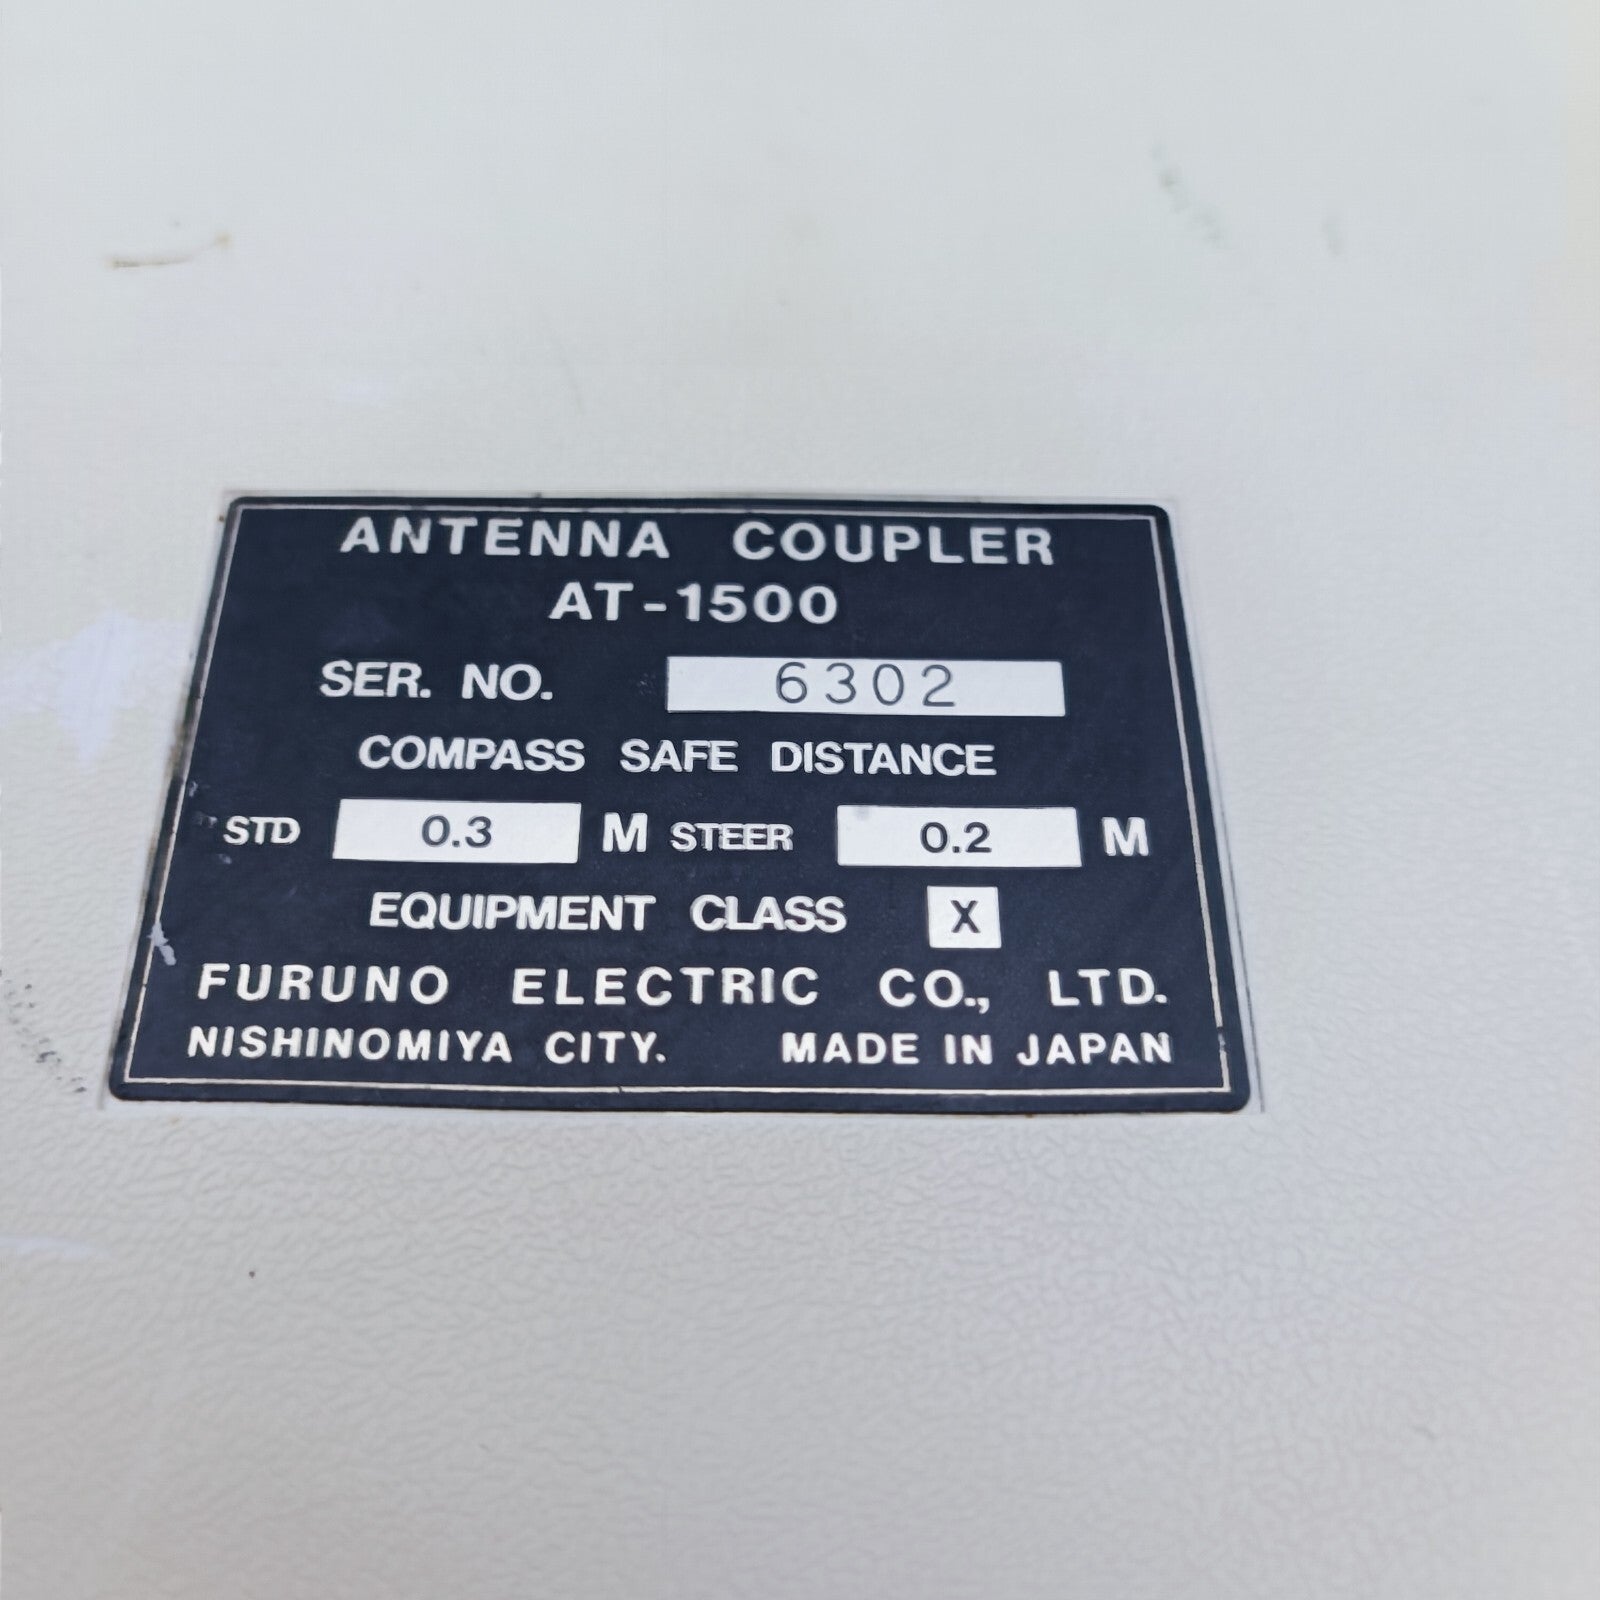 ANTENNA COUPLER
AT-1500
SER. NO. 6302
COMPASS SAFE DISTANCE
STD 0.3 M STEER 0.2 M
EQUIPMENT CLASS X
FURUNO ELECTRIC CO., LTD.
NISHINOMIYA CITY. MADE IN JAPAN